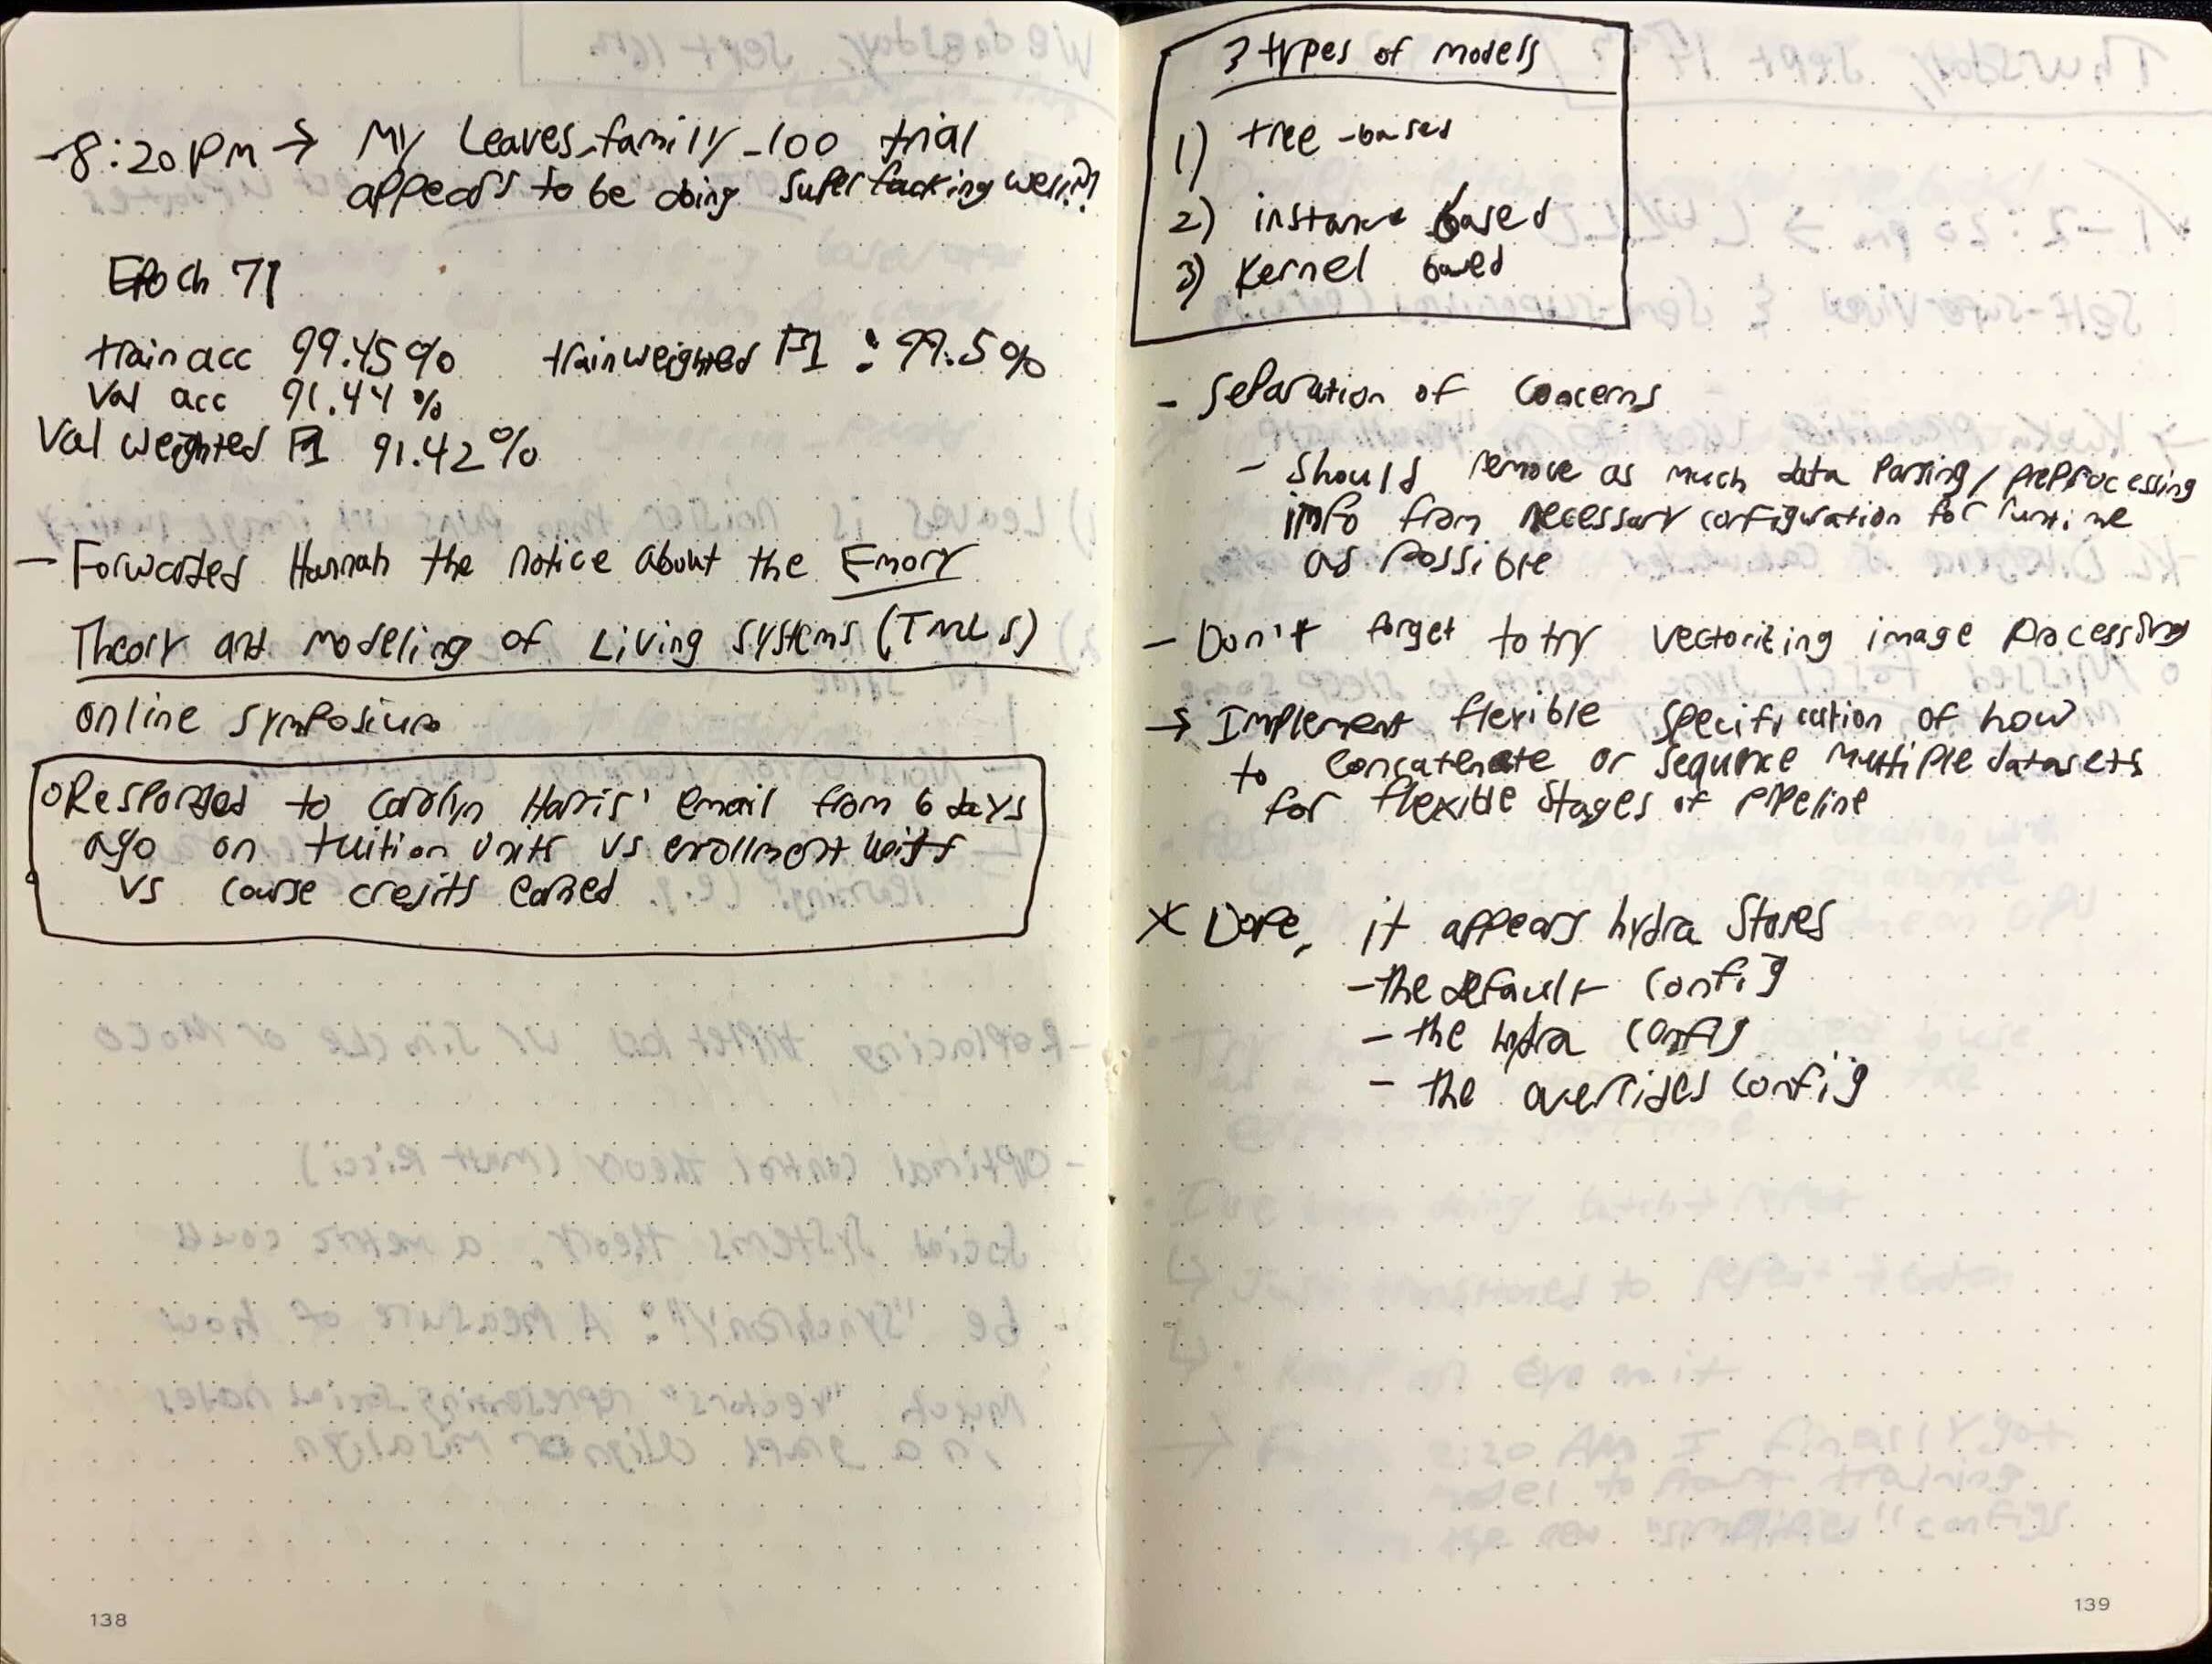 -8:20 PM → My Leaves_family_100 trial
appears to be doing super fucking well?!
Epoch 71
train acc 99.45% train weighted F1 : 99.5%
Val acc 91.44%
Val weighted F1 91.42%
- Forwarded Hannah the notice about the Emory
Theory and Modeling of Living Systems (TMLS)
online symposium
o Responded to Carolyn Harris' email from 6 days
ago on tuition units vs enrollment units
vs course credits earned
138
3 types of models
1) tree-based
2) instance based
3) Kernel based
- Separation of Concerns
- Should remove as much data parsing/preprocessing
info from necessary configuration for runtime
as possible
- Don't forget to try vectorizing image processing
→ Implement flexible specification of how
to concatenate or sequence multiple datasets
for flexible stages of pipeline
X Dope, it appears hydra stores
- the default config
- the hydra config
- the overrides config
139